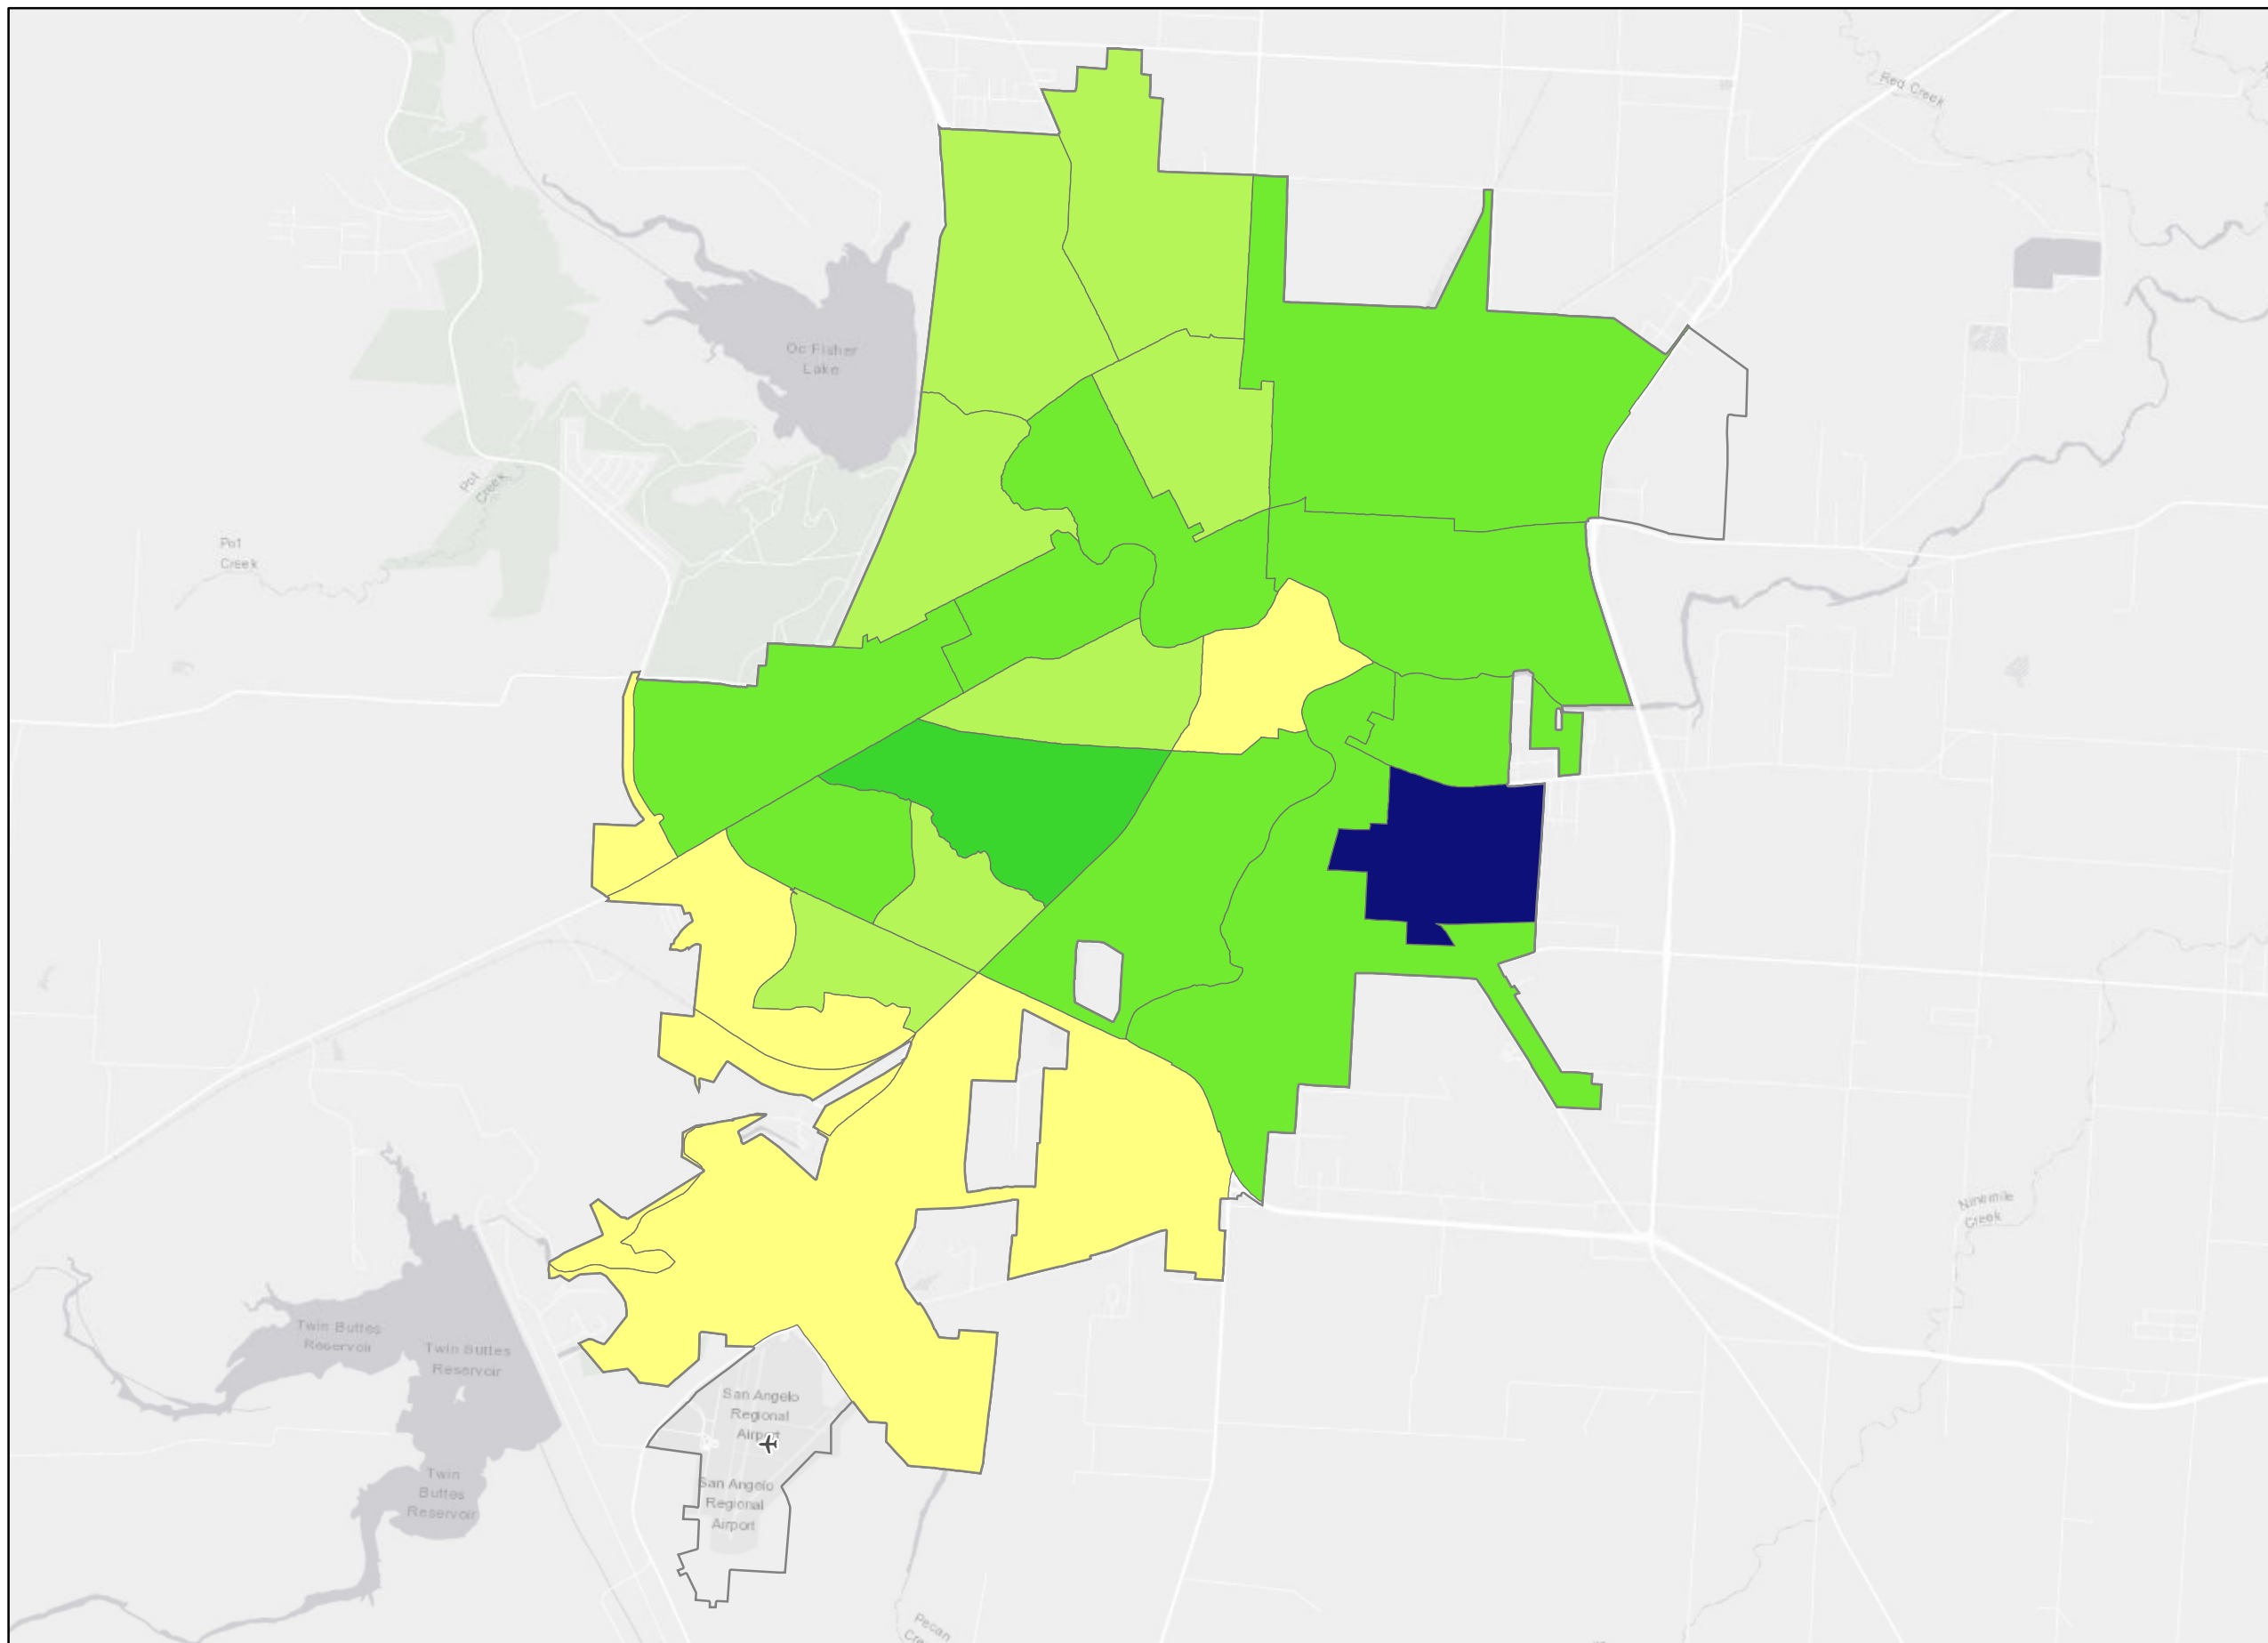 Red Creek
Oc Fisher
Lake
Pot
Creek
Pot
Creek
Ninemile
Creek
Twin Buttes
Reservoir
Twin Buttes
Reservoir
San Angelo
Regional
Airport
Twin
Buttes
Reservoir
San Angelo
Regional
Airport
Pecan